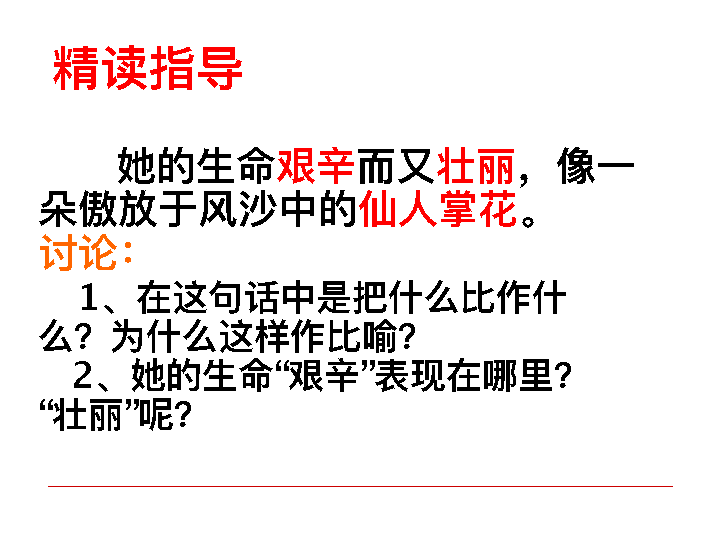 精读指导
她的生命艰辛而又壮丽，像一
朵傲放于风沙中的仙人掌花。
讨论：
1、在这句话中是把什么比作什
么？为什么这样作比喻？
2、她的生命“艰辛”表现在哪里？
“壮丽”呢？